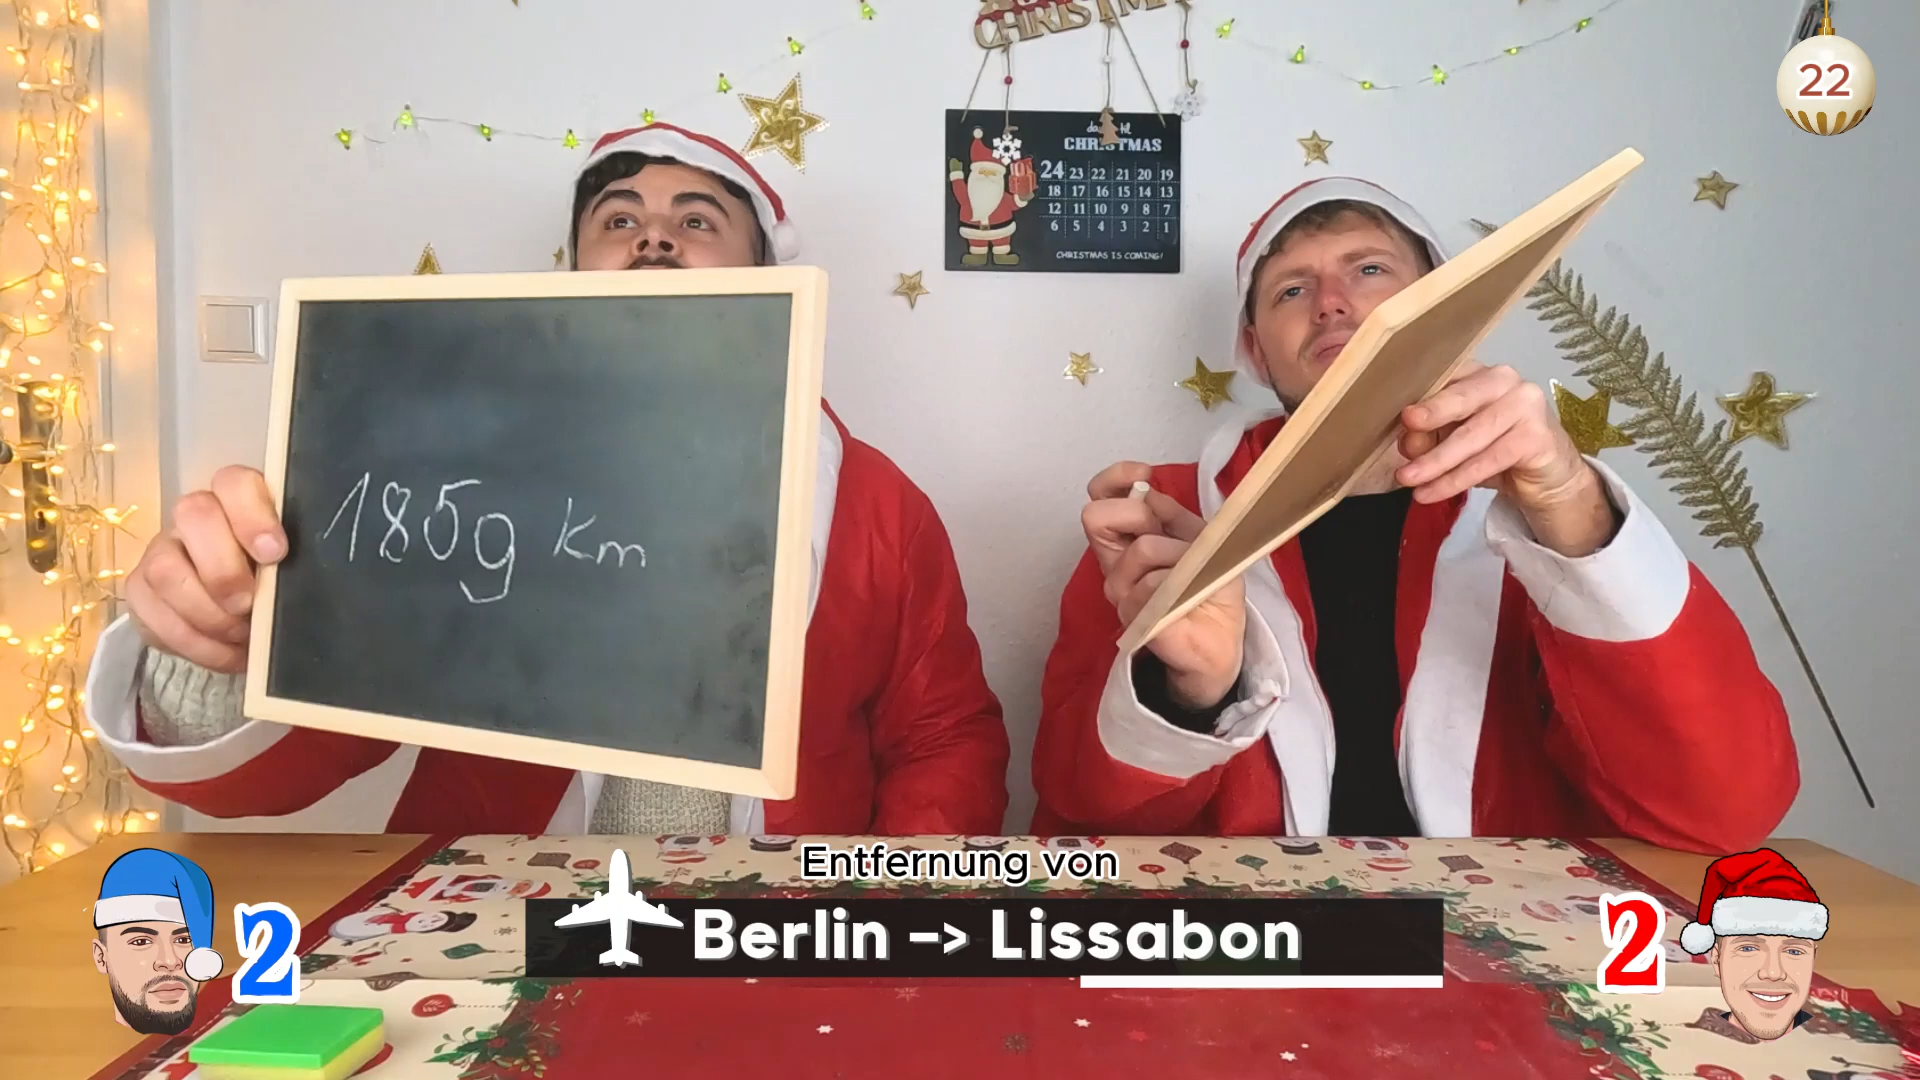 CHRISTMA
22
CHRISTMAS
24 23 22 21 20 19
18 17 16 15 14 13
12 11 10 9 8 7
6 5 4 3 2 1
CHRISTMAS IS COMING!
1859 km
Entfernung von
Berlin -> Lissabon
2
2